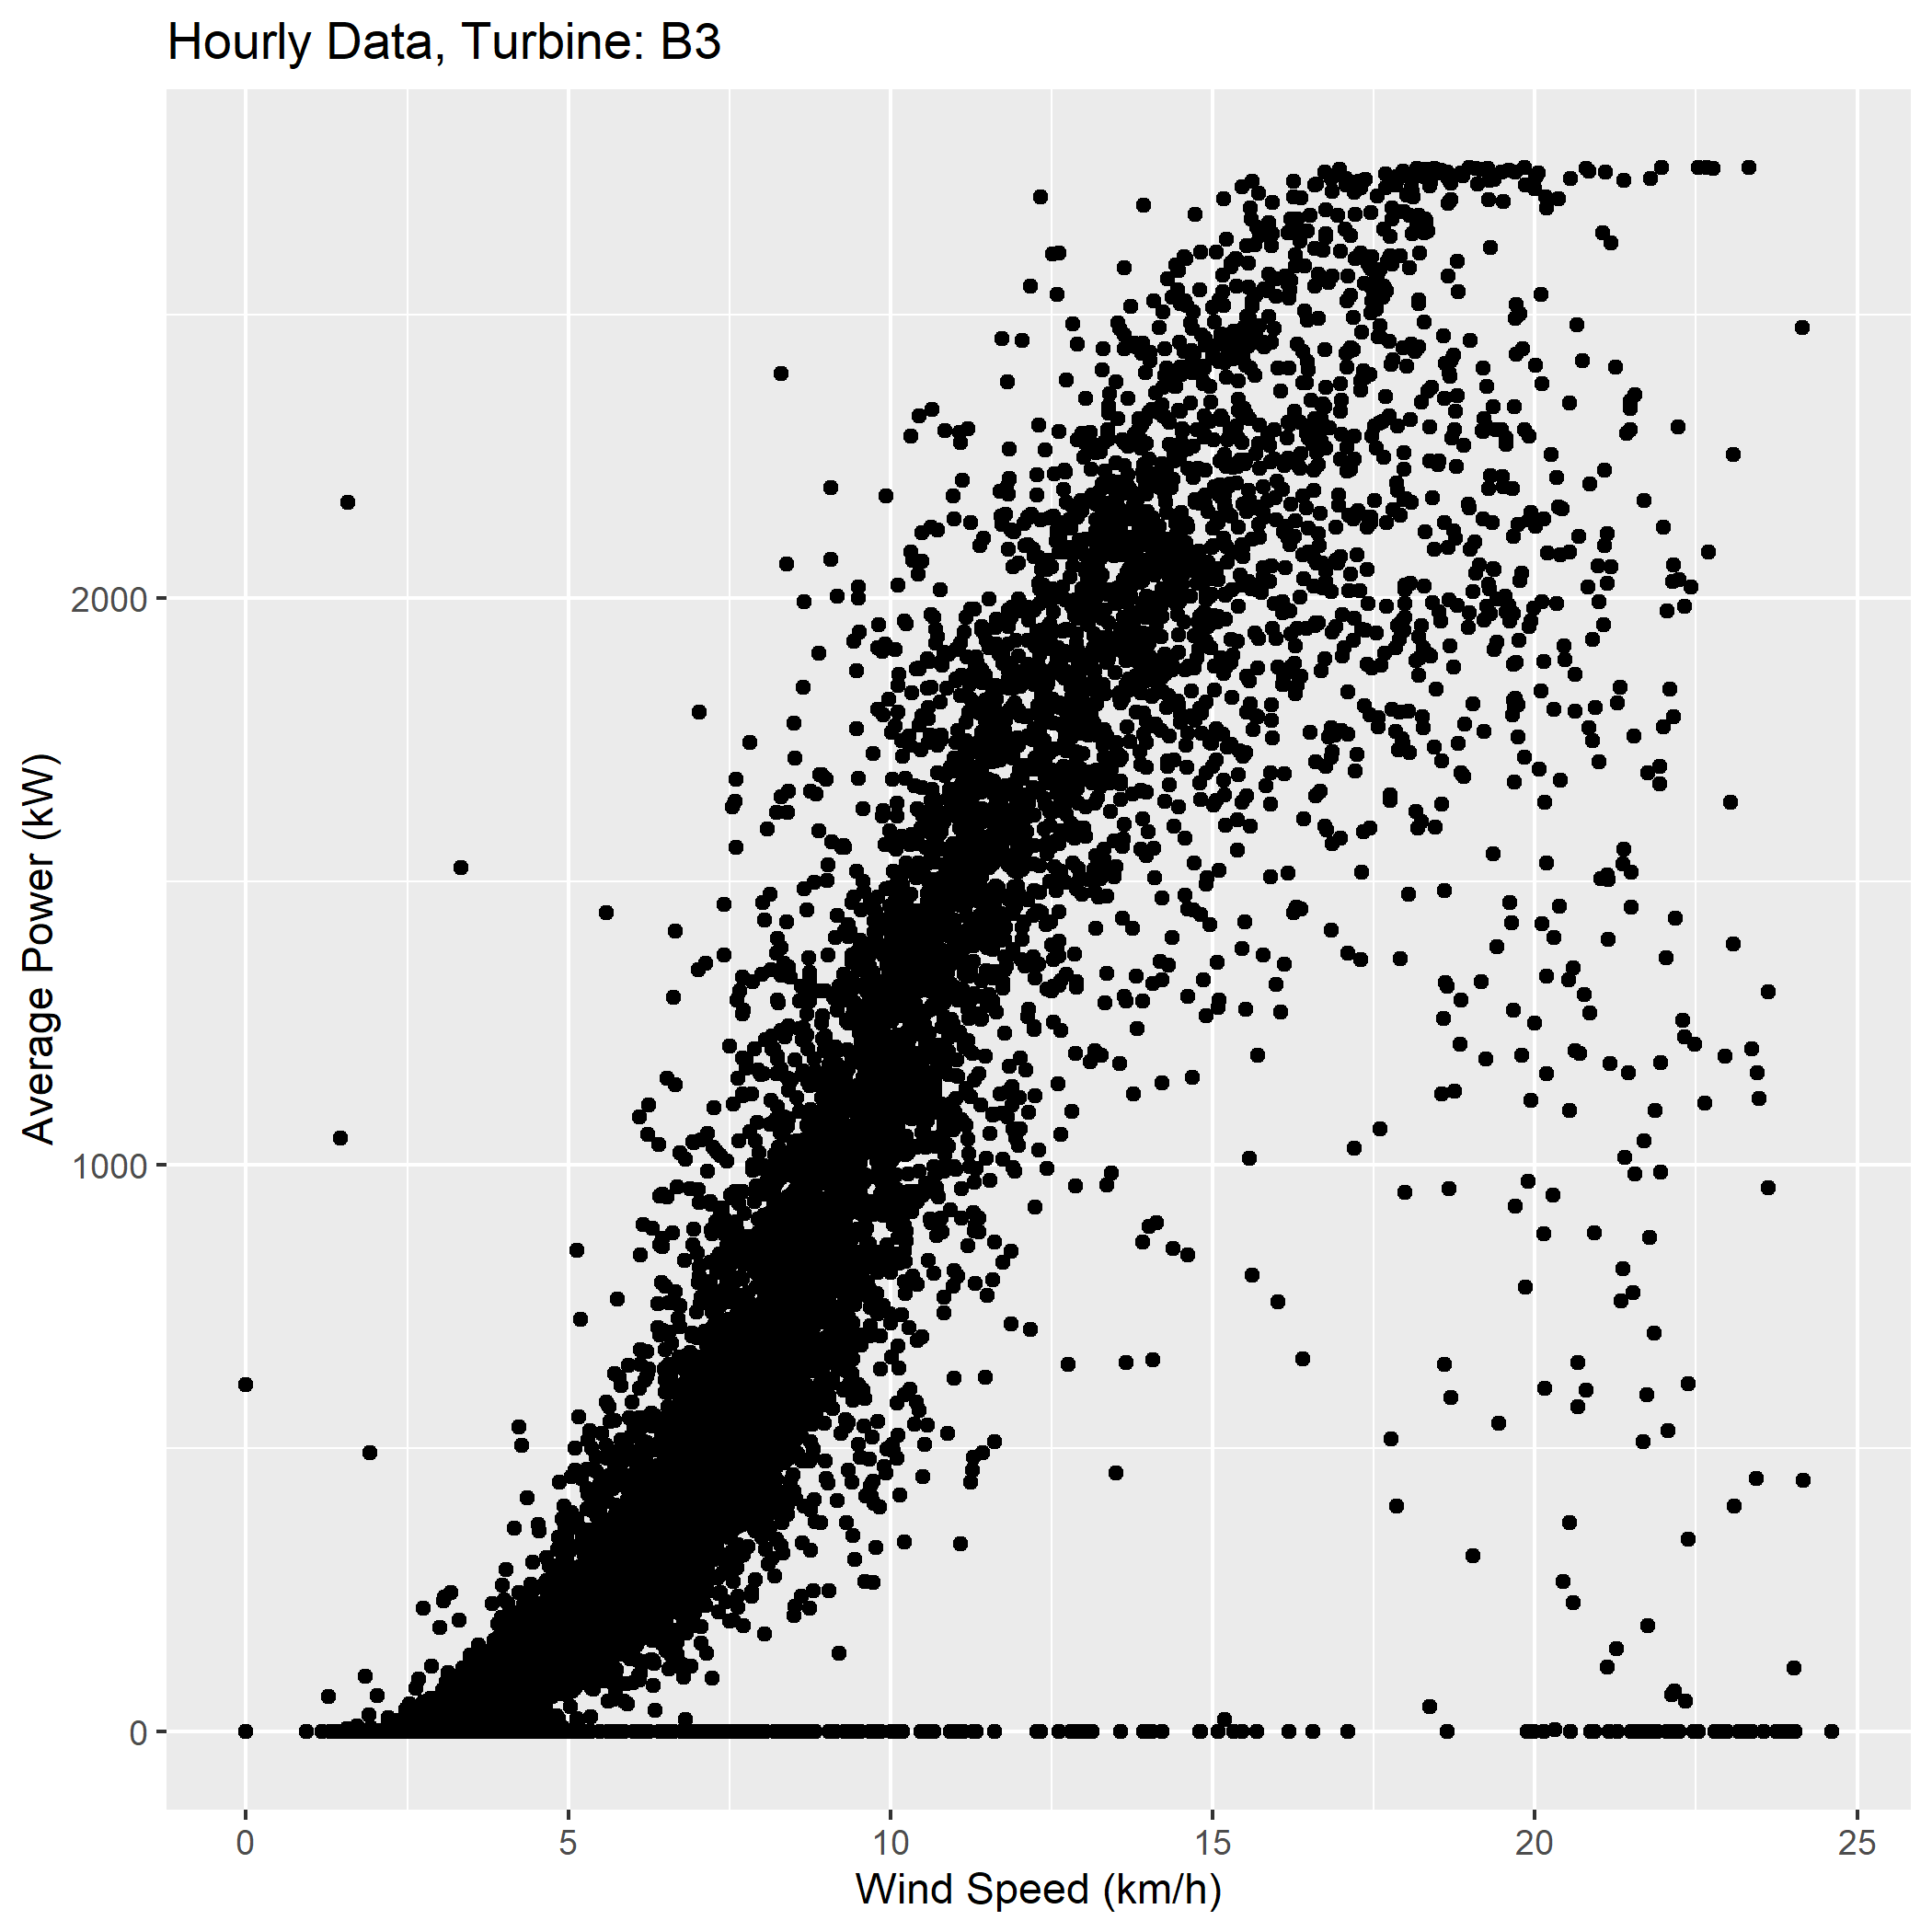 Hourly Data, Turbine: B3
Average Power (kW)
2000
1000
0
0 5 10 15 20 25
Wind Speed (km/h)